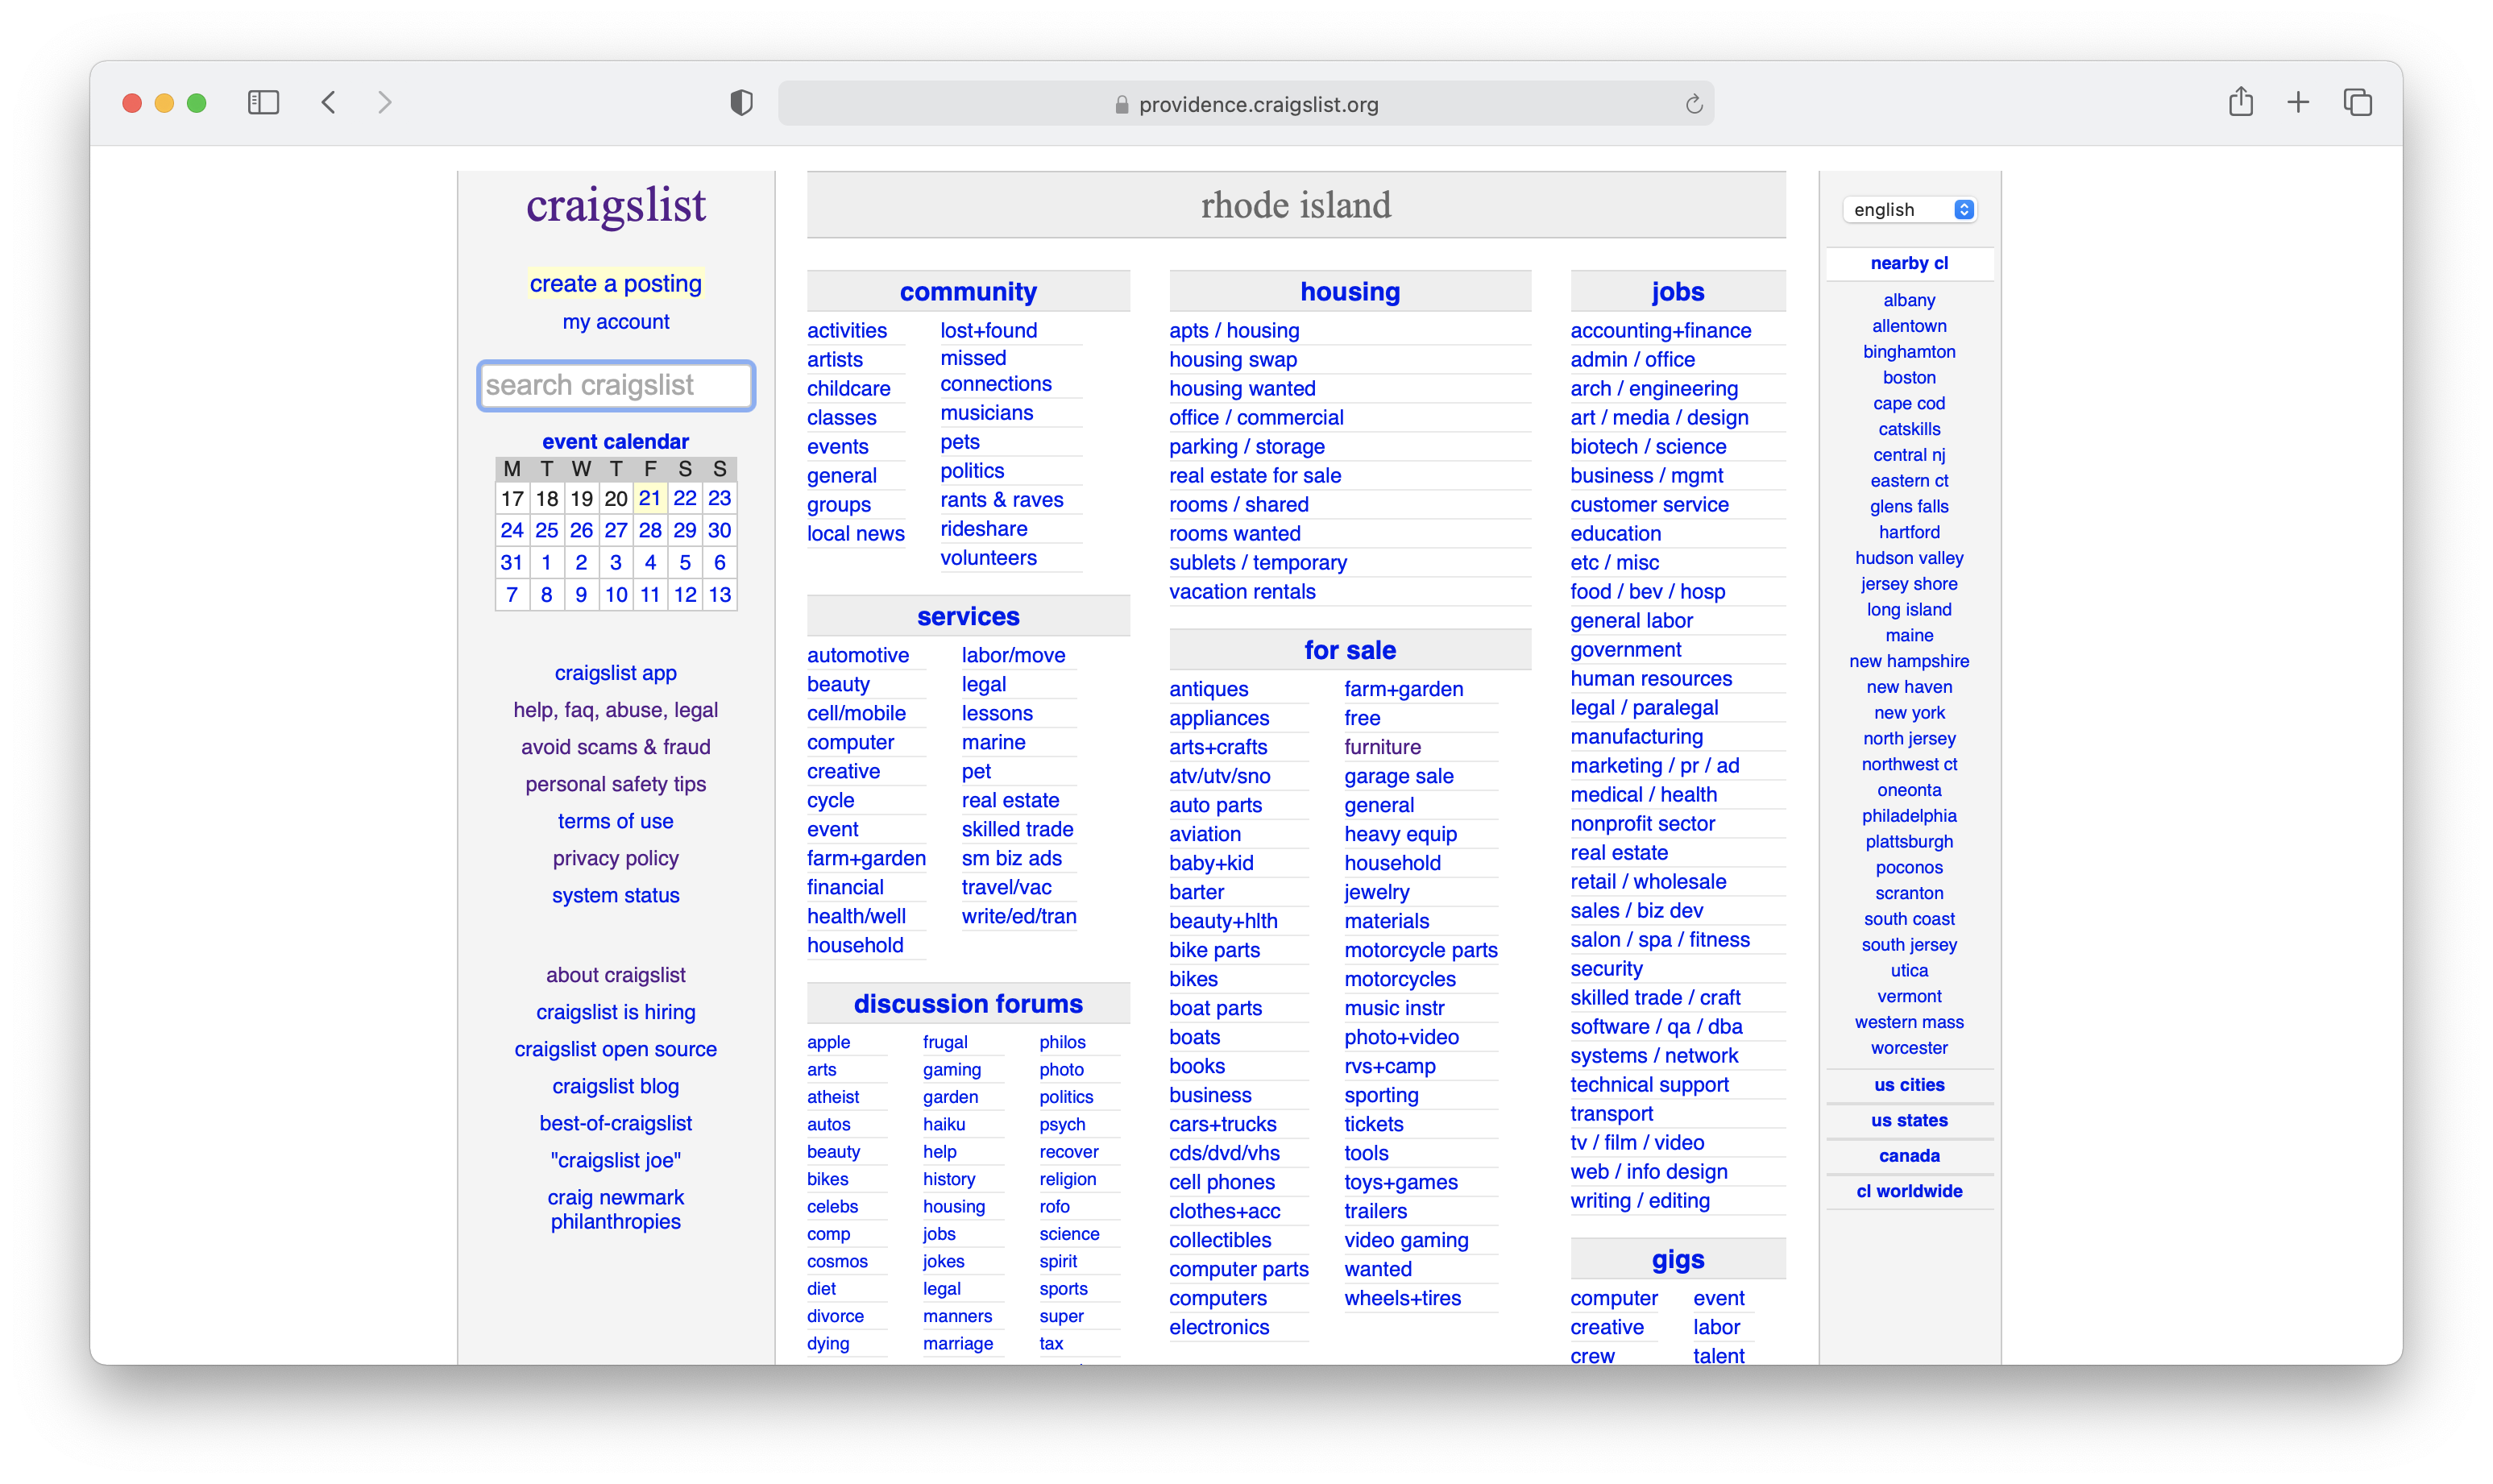 providence.craigslist.org
craigslist
create a posting
my account
search craigslist
event calendar
M T W T F S S
17 18 19 20 21 22 23
24 25 26 27 28 29 30
31 1 2 3 4 5 6
7 8 9 10 11 12 13
craigslist app
help, faq, abuse, legal
avoid scams & fraud
personal safety tips
terms of use
privacy policy
system status
about craigslist
craigslist is hiring
craigslist open source
craigslist blog
best-of-craigslist
"craigslist joe"
craig newmark
philanthropies
rhode island
community
activities
artists
childcare
classes
events
general
groups
local news
lost+found
missed
connections
musicians
pets
politics
rants & raves
rideshare
volunteers
services
automotive
beauty
cell/mobile
computer
creative
cycle
event
farm+garden
financial
health/well
household
labor/move
legal
lessons
marine
pet
real estate
skilled trade
sm biz ads
travel/vac
write/ed/tran
discussion forums
apple
arts
atheist
autos
beauty
bikes
celebs
comp
cosmos
diet
divorce
dying
frugal
gaming
garden
haiku
help
history
housing
jobs
jokes
legal
manners
marriage
philos
photo
politics
psych
recover
religion
rofo
science
spirit
sports
super
tax
housing
apts / housing
housing swap
housing wanted
office / commercial
parking / storage
real estate for sale
rooms / shared
rooms wanted
sublets / temporary
vacation rentals
for sale
antiques
appliances
arts+crafts
atv/utv/sno
auto parts
aviation
baby+kid
barter
beauty+hlth
bike parts
bikes
boat parts
boats
books
business
cars+trucks
cds/dvd/vhs
cell phones
clothes+acc
collectibles
computer parts
computers
electronics
farm+garden
free
furniture
garage sale
general
heavy equip
household
jewelry
materials
motorcycle parts
motorcycles
music instr
photo+video
rvs+camp
sporting
tickets
tools
toys+games
trailers
video gaming
wanted
wheels+tires
jobs
accounting+finance
admin / office
arch / engineering
art / media / design
biotech / science
business / mgmt
customer service
education
etc / misc
food / bev / hosp
general labor
government
human resources
legal / paralegal
manufacturing
marketing / pr / ad
medical / health
nonprofit sector
real estate
retail / wholesale
sales / biz dev
salon / spa / fitness
security
skilled trade / craft
software / qa / dba
systems / network
technical support
transport
tv / film / video
web / info design
writing / editing
gigs
computer
creative
crew
event
labor
talent
english
nearby cl
albany
allentown
binghamton
boston
cape cod
catskills
central nj
eastern ct
glens falls
hartford
hudson valley
jersey shore
long island
maine
new hampshire
new haven
new york
north jersey
northwest ct
oneonta
philadelphia
plattsburgh
poconos
scranton
south coast
south jersey
utica
vermont
western mass
worcester
us cities
us states
canada
cl worldwide